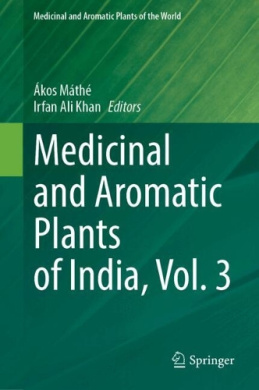 Medicinal and Aromatic Plants of the World
Ákos Máthé
Irfan Ali Khan Editors
Medicinal
and Aromatic
Plants
of India, Vol. 3
Springer